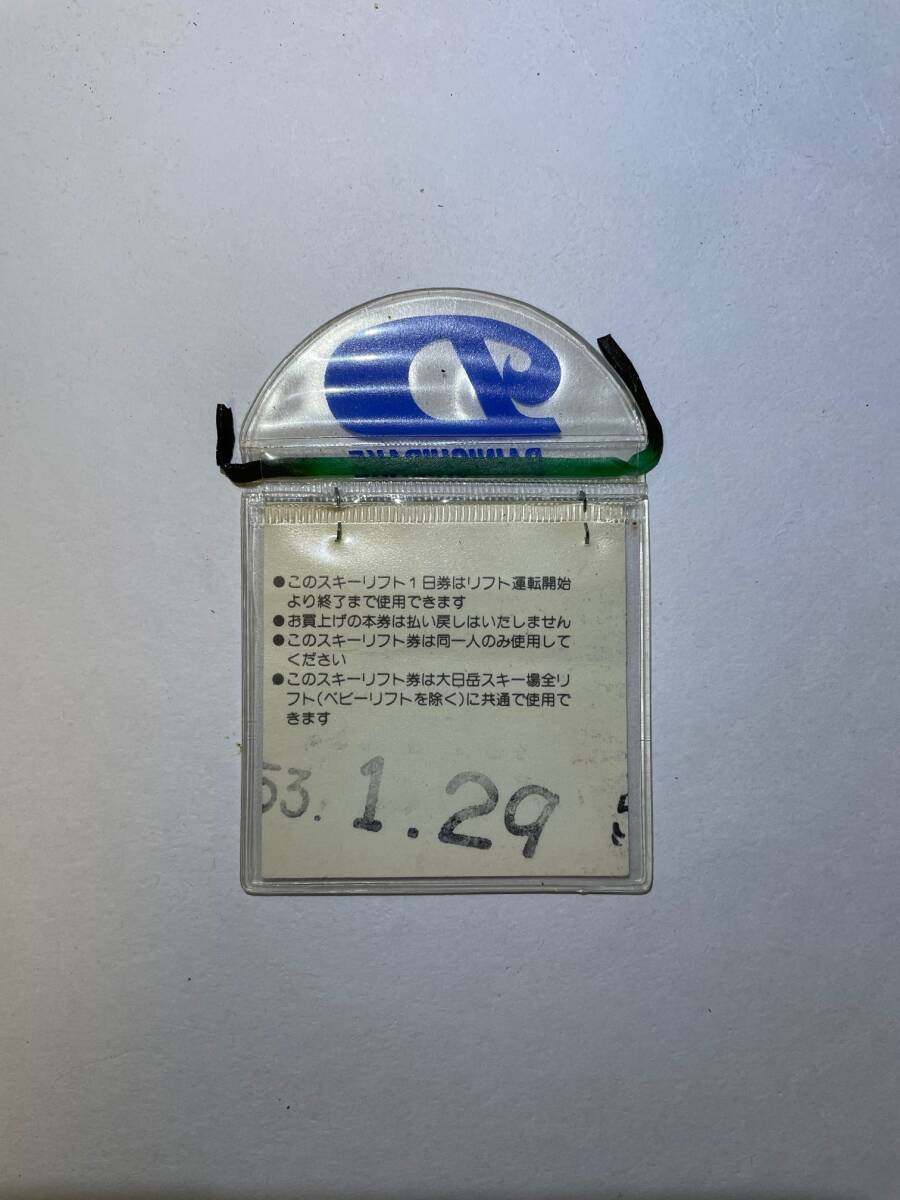 DAINICHIDAKE
●このスキーリフト1日券はリフト運転開始
より終了まで使用できます
●お買上げの本券は払い戻しはいたしません
●このスキーリフト券は同一人のみ使用して
ください
●このスキーリフト券は大日岳スキー場全リ
フト(ベビーリフトを除く)に共通で使用で
きます
53. 1.29